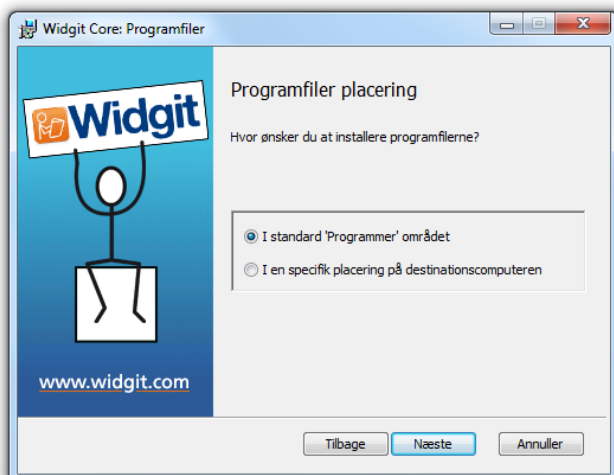 Widgit Core: Programfiler
Widgit
Programfiler placering
Hvor ønsker du at installere programfilerne?
I standard 'Programmer' området
I en specifik placering på destinationscomputeren
www.widgit.com
Tilbage
Næste
Annuller